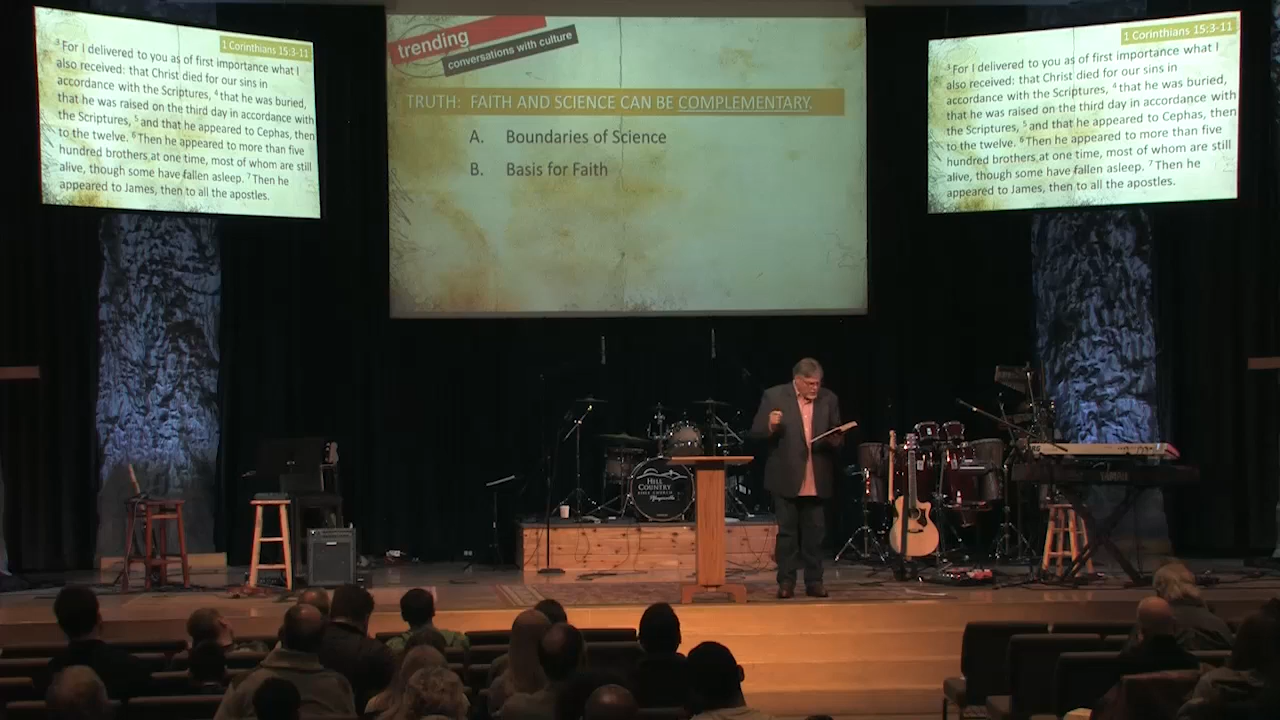 1 Corinthians 15:3-11
3 For I delivered to you as of first importance what I
also received: that Christ died for our sins in
accordance with the Scriptures, 4 that he was buried,
that he was raised on the third day in accordance with
the Scriptures, 5 and that he appeared to Cephas, then
to the twelve. 6 Then he appeared to more than five
hundred brothers at one time, most of whom are still
alive, though some have fallen asleep. 7 Then he
appeared to James, then to all the apostles.
trending
conversations with culture
TRUTH: FAITH AND SCIENCE CAN BE COMPLEMENTARY.
A. Boundaries of Science
B. Basis for Faith
1 Corinthians 15:3-11
3 For I delivered to you as of first importance what I
also received: that Christ died for our sins in
accordance with the Scriptures, 4 that he was buried,
that he was raised on the third day in accordance with
the Scriptures, 5 and that he appeared to Cephas, then
to the twelve. 6 Then he appeared to more than five
hundred brothers at one time, most of whom are still
alive, though some have fallen asleep. 7 Then he
appeared to James, then to all the apostles.
HILL
COUNTRY
BIBLE CHURCH
YAMAHA